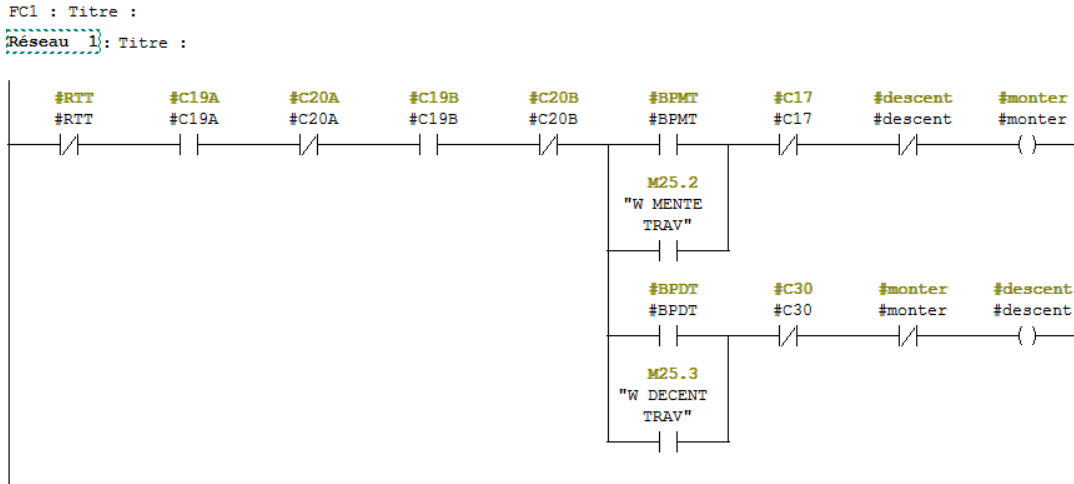 FC1 : Titre :
Réseau 1: Titre :
#RTT #C19A #C20A #C19B #C20B #BPMT #C17 #descent #monter
#RTT #C19A #C20A #C19B #C20B #BPMT #C17 #descent #monter
M25.2
"W MENTE
TRAV"
#BPDT #C30 #monter #descent
#BPDT #C30 #monter #descent
M25.3
"W DECENT
TRAV"